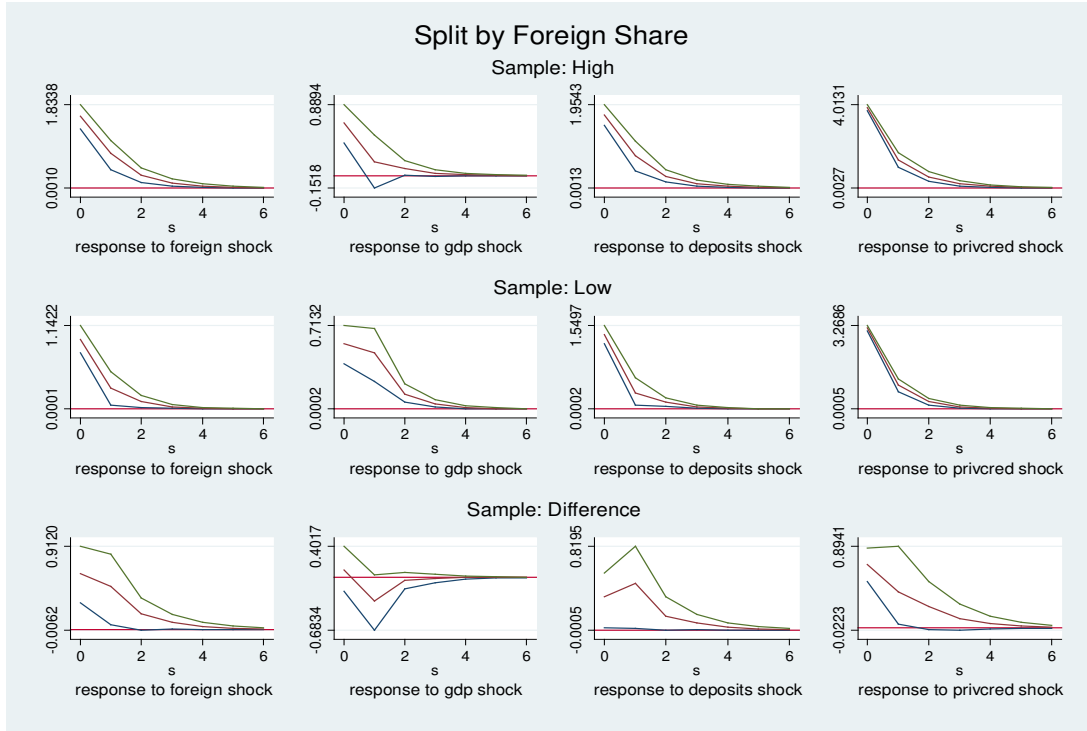 Split by Foreign Share
Sample: High
1.8838
0.0010
0 2 4 6
s
response to foreign shock
0.8894
-0.1518
0 2 4 6
s
response to gdp shock
1.9543
0.0013
0 2 4 6
s
response to deposits shock
4.0131
0.0027
0 2 4 6
s
response to privcred shock
Sample: Low
1.1422
0.0001
0 2 4 6
s
response to foreign shock
0.7132
0.0002
0 2 4 6
s
response to gdp shock
1.5497
0.0002
0 2 4 6
s
response to deposits shock
3.2686
0.0005
0 2 4 6
s
response to privcred shock
Sample: Difference
0.9120
-0.0062
0 2 4 6
s
response to foreign shock
0.4017
-0.6834
0 2 4 6
s
response to gdp shock
0.8195
-0.0005
0 2 4 6
s
response to deposits shock
0.8941
-0.0223
0 2 4 6
s
response to privcred shock